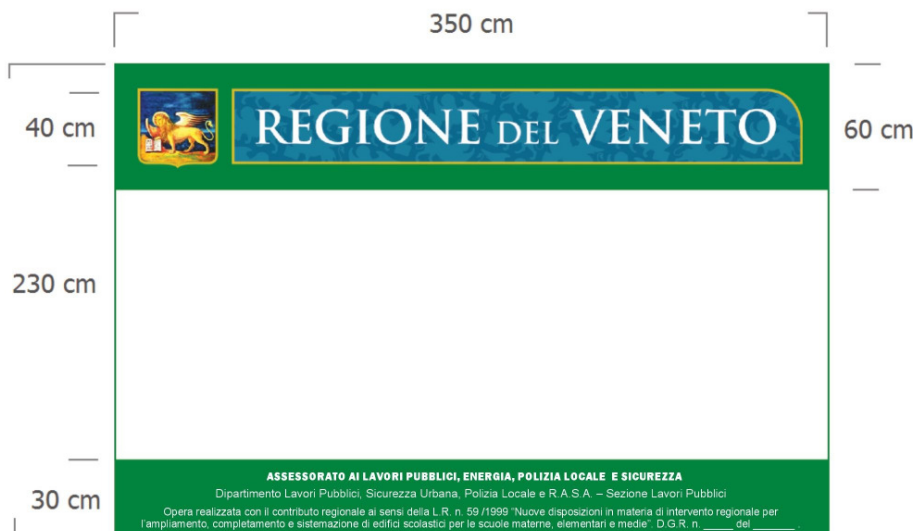 350 cm
40 cm
REGIONE DEL VENETO
60 cm
230 cm
30 cm
ASSESSORATO AI LAVORI PUBBLICI, ENERGIA, POLIZIA LOCALE E SICUREZZA
Dipartimento Lavori Pubblici, Sicurezza Urbana, Polizia Locale e R.A.S.A. – Sezione Lavori Pubblici
Opera realizzata con il contributo regionale ai sensi della L.R. n. 59 /1999 "Nuove disposizioni in materia di intervento regionale per
l'ampliamento, completamento e sistemazione di edifici scolastici per le scuole materne, elementari e medie". D.G.R. n. _____ del _______ .